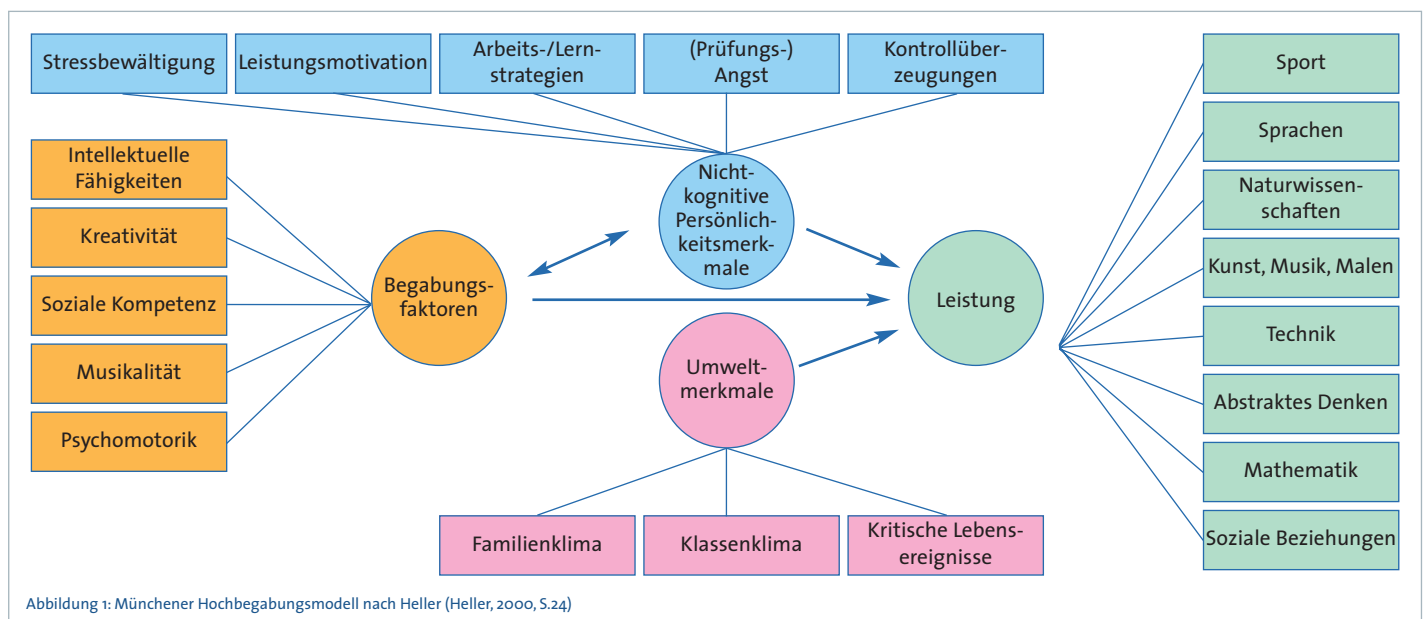 Stressbewältigung
Leistungsmotivation
Arbeits-/Lern-
strategien
(Prüfungs-)
Angst
Kontrollüber-
zeugungen
Intellektuelle
Fähigkeiten
Kreativität
Soziale Kompetenz
Musikalität
Psychomotorik
Begabungs-
faktoren
Nicht-
kognitive
Persönlich-
keitsmerk-
male
Umwelt-
merkmale
Leistung
Familienklima
Klassenklima
Kritische Lebens-
ereignisse
Sport
Sprachen
Naturwissen-
schaften
Kunst, Musik, Malen
Technik
Abstraktes Denken
Mathematik
Soziale Beziehungen
Abbildung 1: Münchener Hochbegabungsmodell nach Heller (Heller, 2000, S.24)